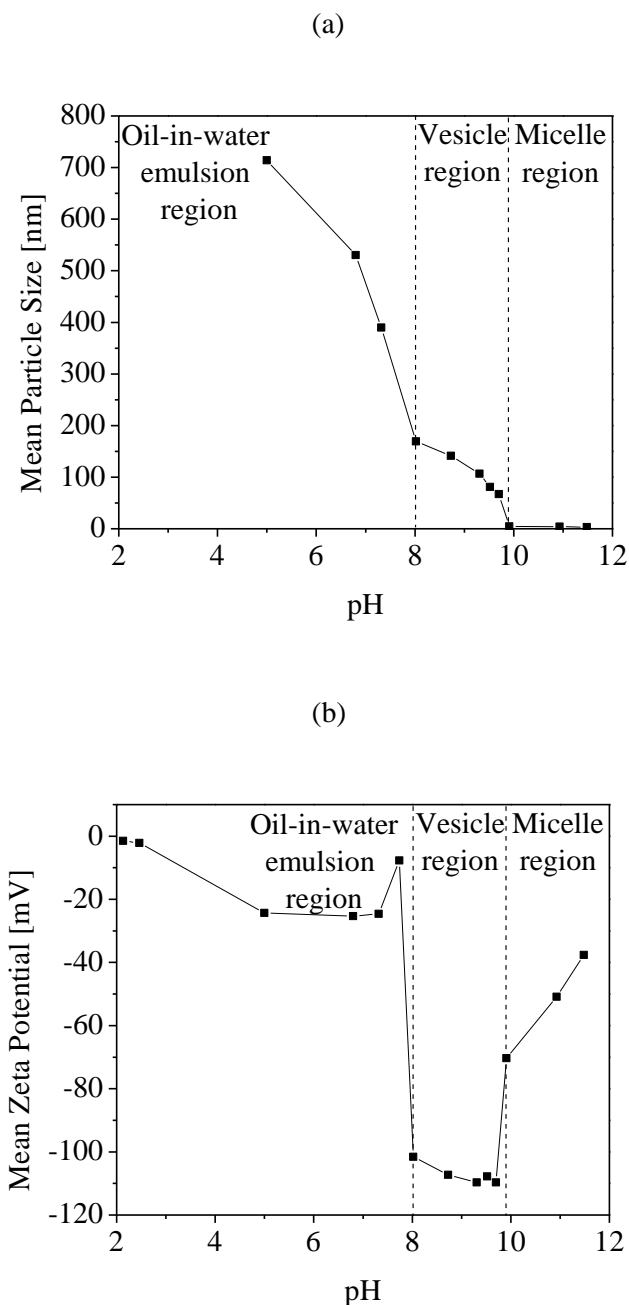 (a)
800
700
600
500
400
300
200
100
0
Mean Particle Size [nm]
Oil-in-water
emulsion
region
Vesicle
region
Micelle
region
2 4 6 8 10 12
pH
(b)
0
-20
-40
-60
-80
-100
-120
Mean Zeta Potential [mV]
Oil-in-water
emulsion
region
Vesicle
region
Micelle
region
2 4 6 8 10 12
pH